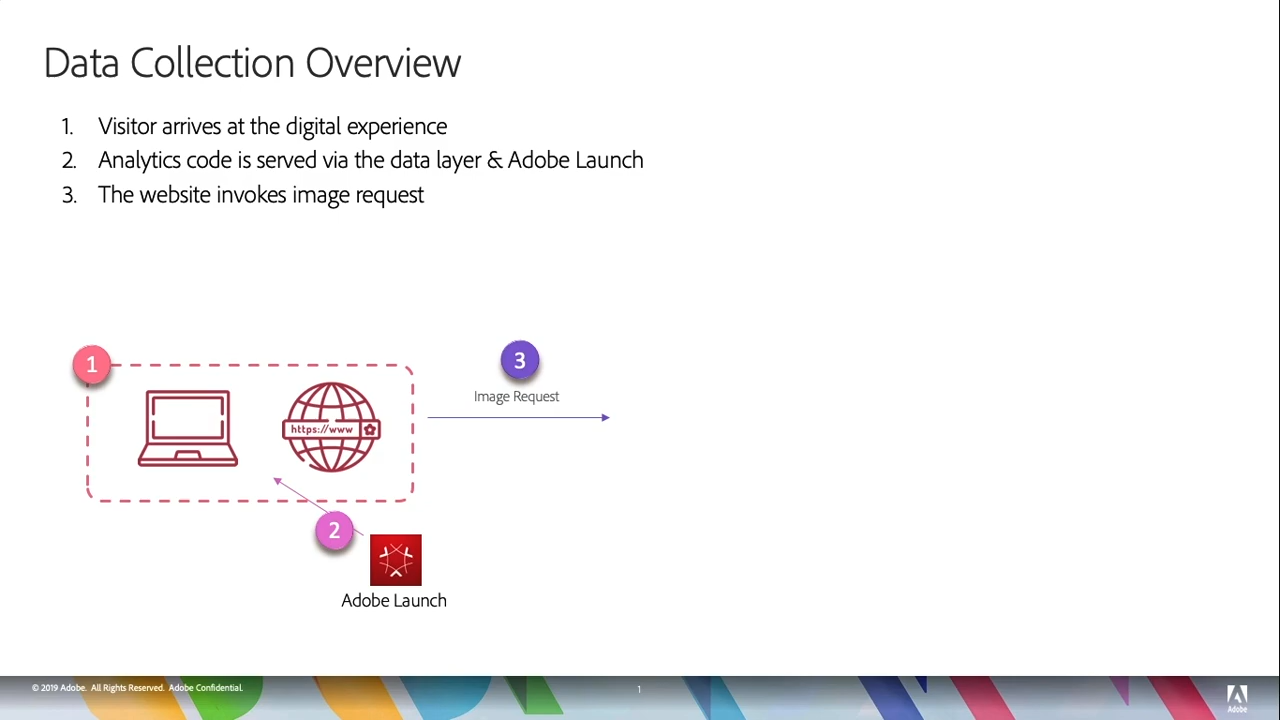 Data Collection Overview
1. Visitor arrives at the digital experience
2. Analytics code is served via the data layer & Adobe Launch
3. The website invokes image request
1
3
Image Request
https://www
2
Adobe Launch
© 2019 Adobe. All Rights Reserved. Adobe Confidential.
1
Adobe